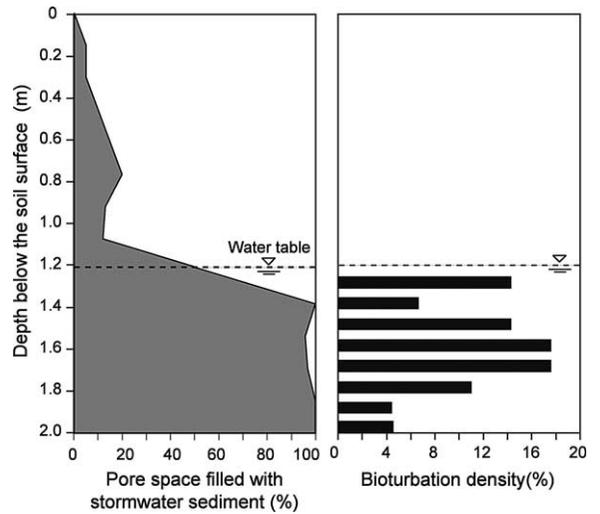 Depth below the soil surface (m)
0
0.2
0.4
0.6
0.8
1.0
1.2
1.4
1.6
1.8
2.0
Water table
0 20 40 60 80 100
Pore space filled with
stormwater sediment (%)
0 4 8 12 16 20
Bioturbation density(%)